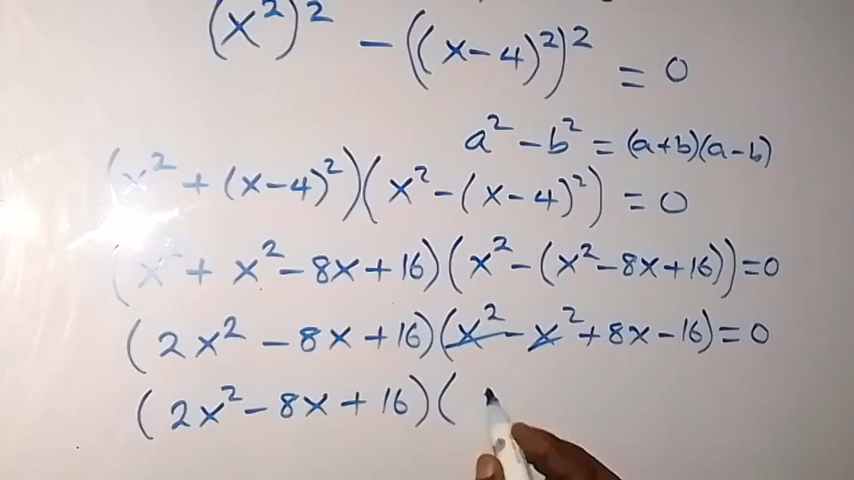 (x²)² - ((x-4)²)² = 0
a² - b² = (a+b)(a-b)
(x² + (x-4)²)(x² - (x-4)²) = 0
(x² + x² - 8x + 16)(x² - (x² - 8x + 16)) = 0
(2x² - 8x + 16)(x² - x² + 8x - 16) = 0
(2x² - 8x + 16)(